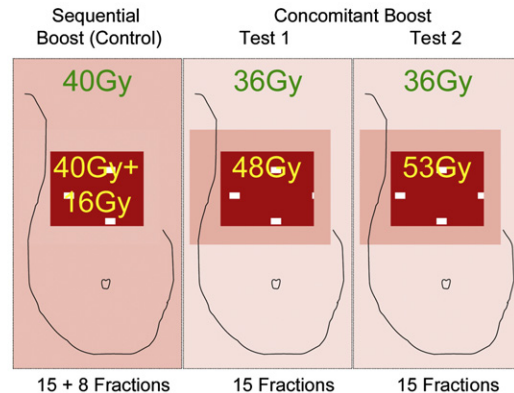 Sequential
Boost (Control)
Concomitant Boost
Test 1
Test 2
40Gy
36Gy
36Gy
40Gy+
16Gy
48Gy
53Gy
15 + 8 Fractions
15 Fractions
15 Fractions